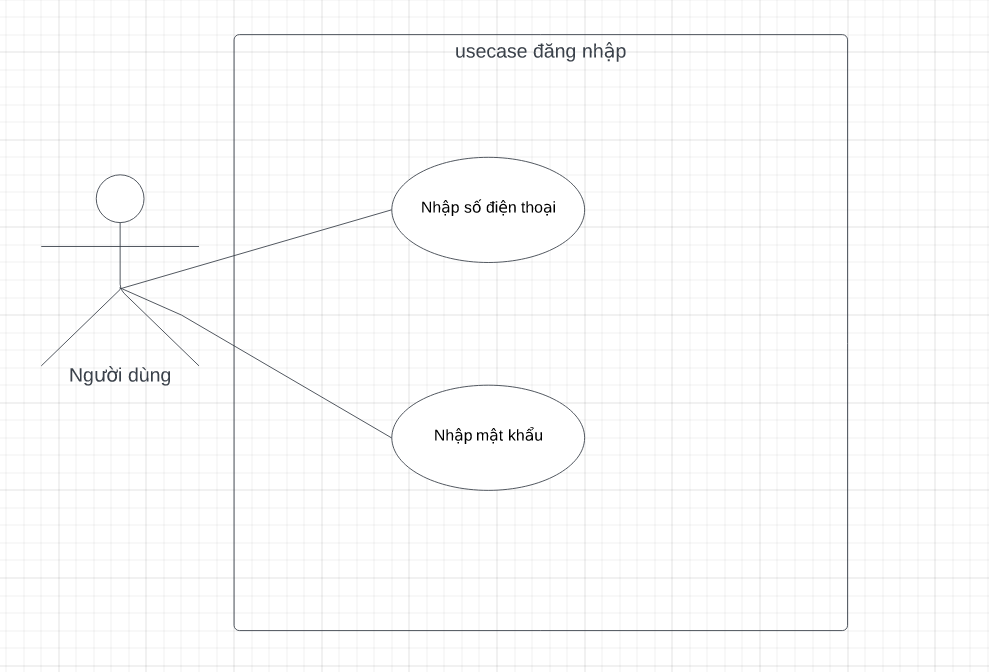 usecase đăng nhập
Nhập số điện thoại
Người dùng
Nhập mật khẩu